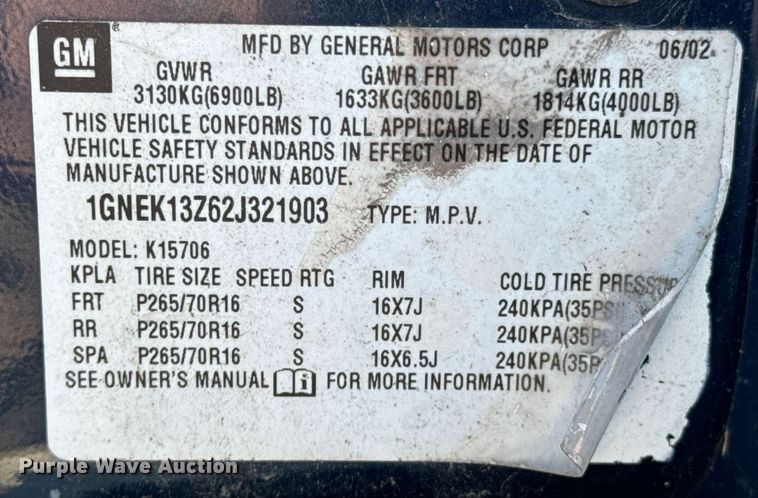 GM MFD BY GENERAL MOTORS CORP 06/02
GVWR GAWR FRT GAWR RR
3130KG(6900LB) 1633KG(3600LB) 1814KG(4000LB)
THIS VEHICLE CONFORMS TO ALL APPLICABLE U.S. FEDERAL MOTOR
VEHICLE SAFETY STANDARDS IN EFFECT ON THE DATE OF
MANUFACTURE SHOWN ABOVE.
1GNEK13Z62J321903 TYPE: M.P.V.
MODEL: K15706
KPLA TIRE SIZE SPEED RTG RIM COLD TIRE PRESSUR
FRT P265/70R16 S 16X7J 240KPA(35PS
RR P265/70R16 S 16X7J 240KPA(35PS
SPA P265/70R16 S 16X6.5J 240KPA(35P
SEE OWNER'S MANUAL FOR MORE INFORMATION.
Purple Wave Auction